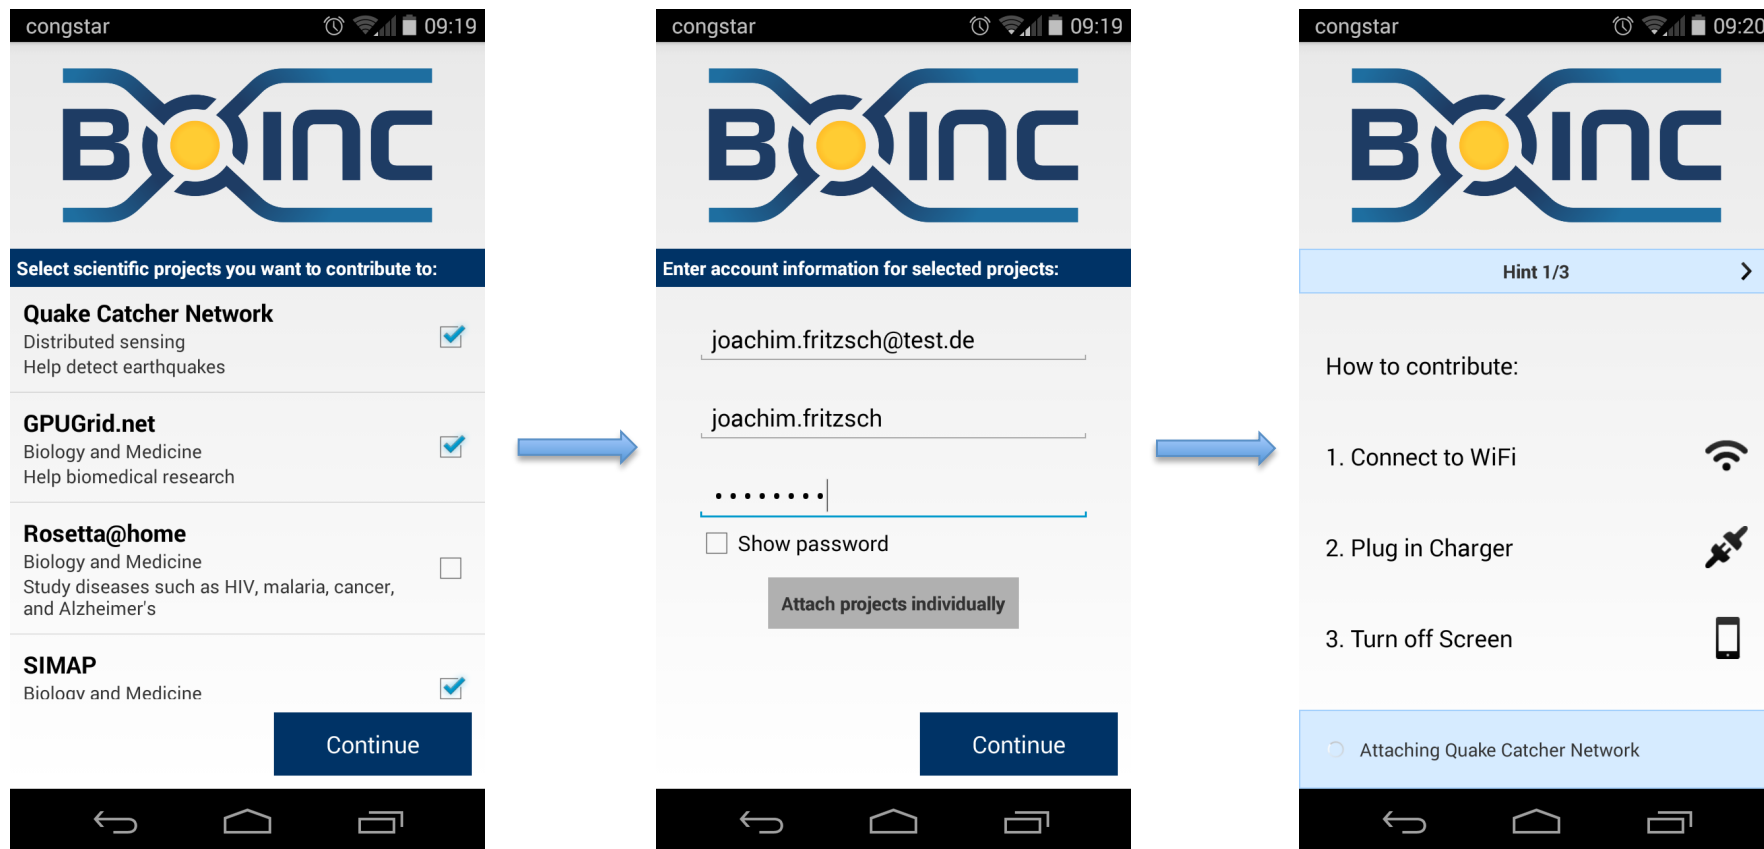 congstar 09:19
BOINC
Select scientific projects you want to contribute to:
Quake Catcher Network
Distributed sensing
Help detect earthquakes
GPUGrid.net
Biology and Medicine
Help biomedical research
Rosetta@home
Biology and Medicine
Study diseases such as HIV, malaria, cancer,
and Alzheimer's
SIMAP
Biology and Medicine
Continue
congstar 09:19
BOINC
Enter account information for selected projects:
joachim.fritzsch@test.de
joachim.fritzsch
••••••••
Show password
Attach projects individually
Continue
congstar 09:20
BOINC
Hint 1/3
How to contribute:
1. Connect to WiFi
2. Plug in Charger
3. Turn off Screen
Attaching Quake Catcher Network